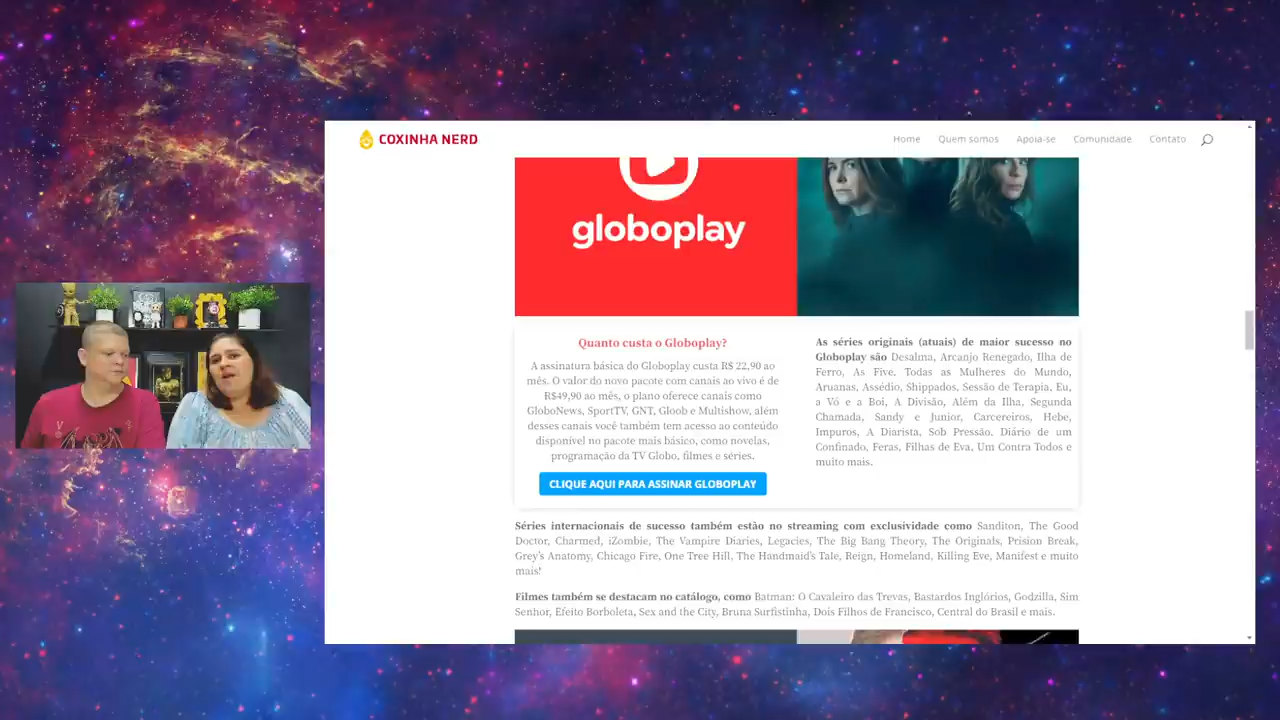 COXINHA NERD
Home Quem somos Apoia-se Comunidade Contato
globoplay
Quanto custa o Globoplay?
A assinatura básica do Globoplay custa R$ 22,90 ao
mês. O valor do novo pacote com canais ao vivo é de
R$49,90 ao mês, o plano oferece canais como
GloboNews, SporTV, GNT, Gloob e Multishow, além
desses canais você também tem acesso ao conteúdo
disponível no pacote mais básico, como novelas,
programação da TV Globo, filmes e séries.
CLIQUE AQUI PARA ASSINAR GLOBOPLAY
As séries originais (atuais) de maior sucesso no
Globoplay são Desalma, Arcanjo Renegado, Ilha de
Ferro, As Five, Todas as Mulheres do Mundo,
Aruanas, Assédio, Shippados, Sessão de Terapia, Eu,
a Vó e a Boi, A Divisão, Além da Ilha, Segunda
Chamada, Sandy e Junior, Carcereiros, Hebe,
Impuros, A Diarista, Sob Pressão, Diário de um
Confinado, Feras, Filhas de Eva, Um Contra Todos e
muito mais.
Séries internacionais de sucesso também estão no streaming com exclusividade como Sanditon, The Good
Doctor, Charmed, iZombie, The Vampire Diaries, Legacies, The Big Bang Theory, The Originals, Prision Break,
Grey's Anatomy, Chicago Fire, One Tree Hill, The Handmaid's Tale, Reign, Homeland, Killing Eve, Manifest e muito
mais!
Filmes também se destacam no catálogo, como Batman: O Cavaleiro das Trevas, Bastardos Inglórios, Godzilla, Sim
Senhor, Efeito Borboleta, Sex and the City, Bruna Surfistinha, Dois Filhos de Francisco, Central do Brasil e mais.